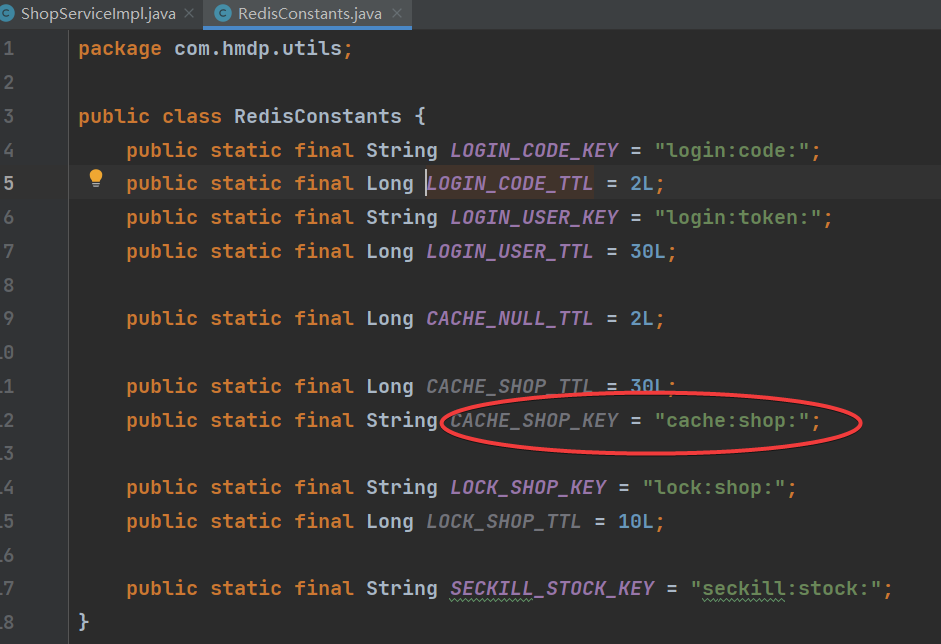 ShopServiceImpl.java RedisConstants.java
1 package com.hmdp.utils;
2
3 public class RedisConstants {
4 public static final String LOGIN_CODE_KEY = "login:code:";
5 public static final Long LOGIN_CODE_TTL = 2L;
6 public static final String LOGIN_USER_KEY = "login:token:";
7 public static final Long LOGIN_USER_TTL = 30L;
8
9 public static final Long CACHE_NULL_TTL = 2L;
10
11 public static final Long CACHE_SHOP_TTL = 30L;
12 public static final String CACHE_SHOP_KEY = "cache:shop:";
13
14 public static final String LOCK_SHOP_KEY = "lock:shop:";
15 public static final Long LOCK_SHOP_TTL = 10L;
16
17 public static final String SECKILL_STOCK_KEY = "seckill:stock:";
18 }